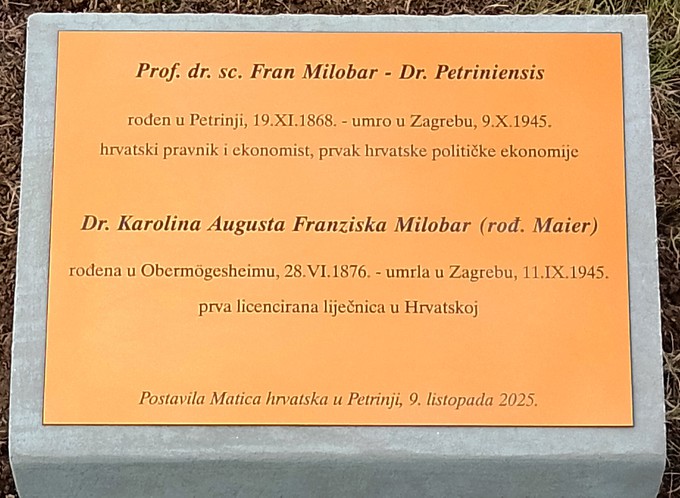 Prof. dr. sc. Fran Milobar - Dr. Petriniensis
rođen u Petrinji, 19.XI.1868. - umro u Zagrebu, 9.X.1945.
hrvatski pravnik i ekonomist, prvak hrvatske političke ekonomije
Dr. Karolina Augusta Franziska Milobar (rođ. Maier)
rođena u Obermögesheimu, 28.VI.1876. - umrla u Zagrebu, 11.IX.1945.
prva licencirana liječnica u Hrvatskoj
Postavila Matica hrvatska u Petrinji, 9. listopada 2025.